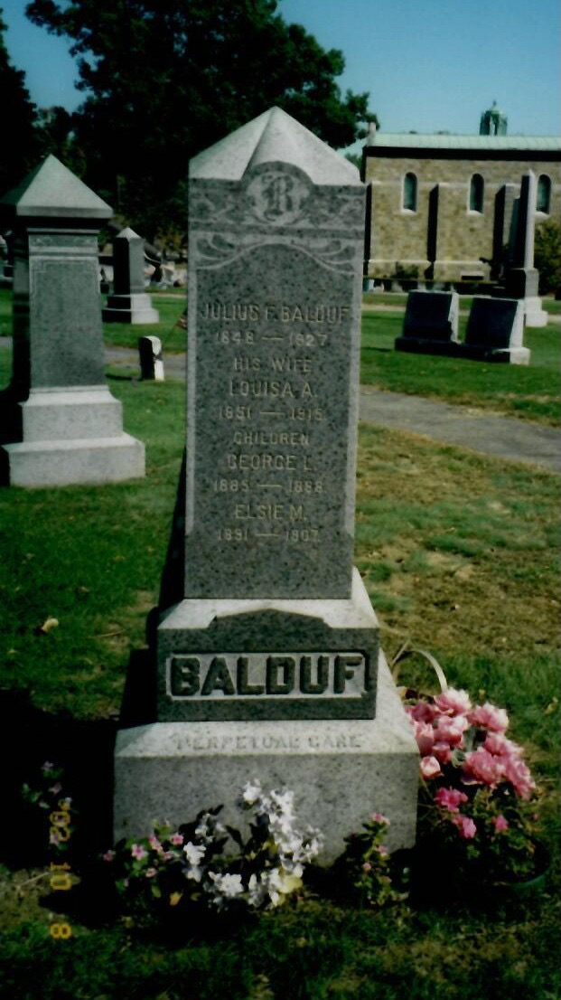 B
JULIUS F. BALDUF
1848 — 1927
HIS WIFE
LOUISA A.
1851 — 1915
CHILDREN
GEORGE L.
1885 — 1888
ELSIE M.
1891 — 1907
BALDUF
PERPETUAL CARE
'02 10 8